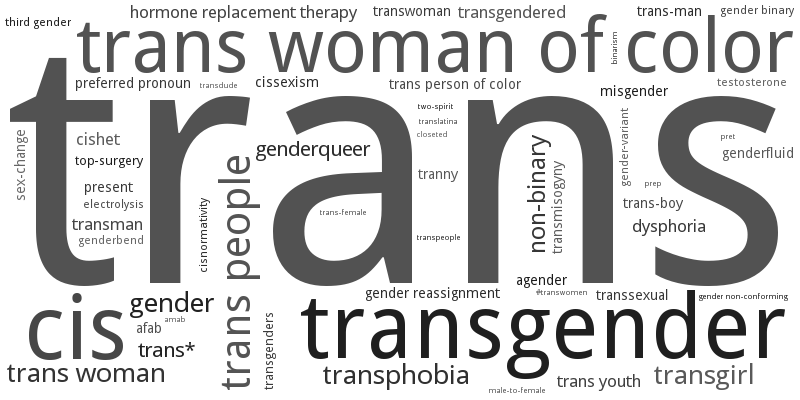 third gender
hormone replacement therapy
transwoman
transgendered
trans-man
gender binary
trans woman of color
binarism
preferred pronoun
transdude
cissexism
trans person of color
misgender
testosterone
trans
two-spirit
translatina
closeted
sex-change
cishet
top-surgery
genderqueer
tranny
non-binary
transmisogyny
gender-variant
pret
genderfluid
present
electrolysis
prep
trans-boy
transman
genderbend
cisnormativity
trans people
trans-female
transpeople
dysphoria
agender
gender reassignment
#transwomen
transsexual
gender non-conforming
cis
gender
amab
afab
trans*
transgenders
transgender
trans woman
transphobia
male-to-female
trans youth
transgirl